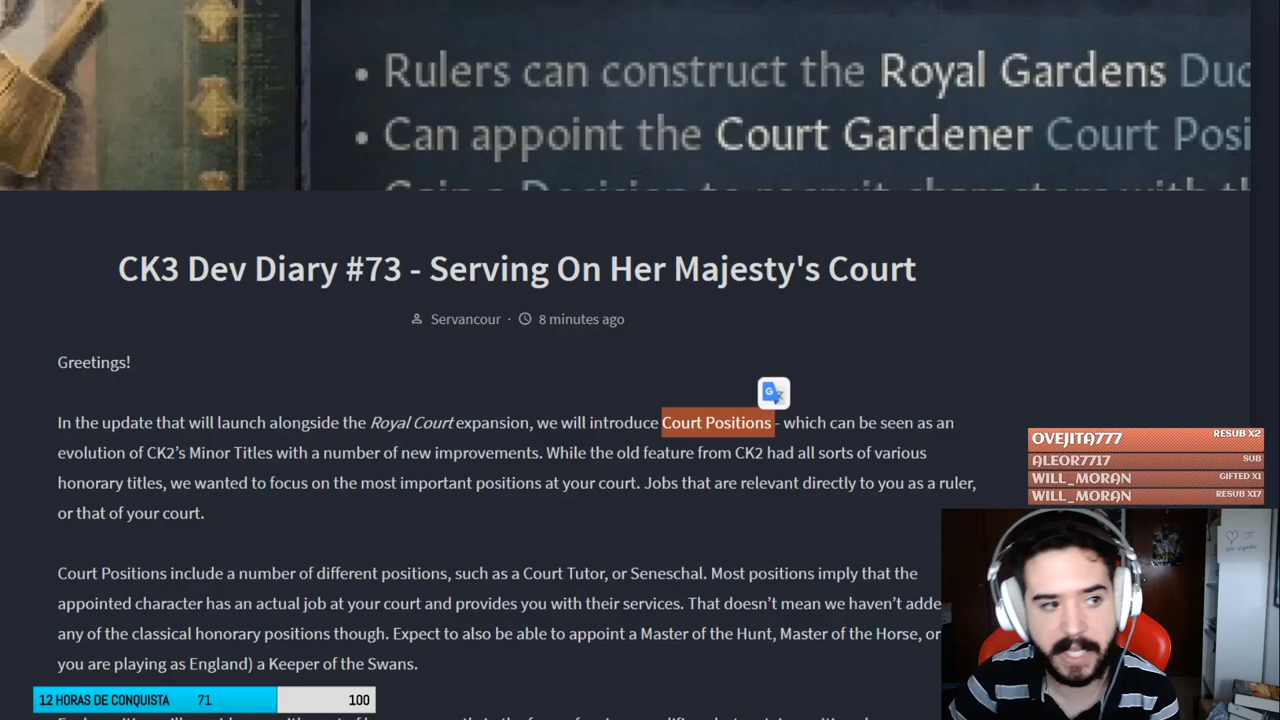 • Rulers can construct the Royal Gardens
• Can appoint the Court Gardener Court
CK3 Dev Diary #73 - Serving On Her Majesty's Court
Servancour · 8 minutes ago
Greetings!
In the update that will launch alongside the Royal Court expansion, we will introduce Court Positions - which can be seen as an
evolution of CK2's Minor Titles with a number of new improvements. While the old feature from CK2 had all sorts of various
honorary titles, we wanted to focus on the most important positions at your court. Jobs that are relevant directly to you as a ruler,
or that of your court.
Court Positions include a number of different positions, such as a Court Tutor, or Seneschal. Most positions imply that the
appointed character has an actual job at your court and provides you with their services. That doesn't mean we haven't adde
any of the classical honorary positions though. Expect to also be able to appoint a Master of the Hunt, Master of the Horse, or
you are playing as England) a Keeper of the Swans.
OVEJITA777 RESUB X2
ALEOR7717 SUB
WILL_MORAN GIFTED X1
WILL_MORAN RESUB X17
12 HORAS DE CONQUISTA 71 100